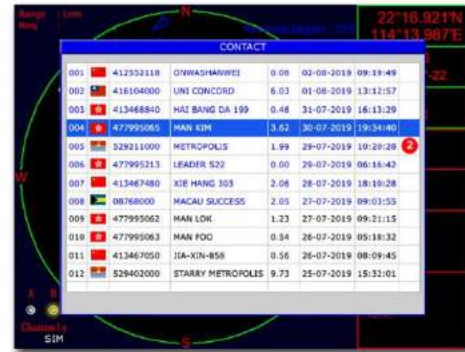 Range : 1nm
N
22°16.921'N
114°13.987'E
CONTACT
001 412552118 ONWASHANWEI 0.08 02-08-2019 09:19:49
002 416104000 UNI CONCORD 6.03 01-08-2019 13:12:57
003 413468840 HAI BANG DA 199 0.46 31-07-2019 16:13:29
004 477995065 MAN KIM 3.62 30-07-2019 19:34:40
005 529211000 METROPOLIS 1.99 29-07-2019 10:20:28 2
006 477995213 LEADER S22 0.00 29-07-2019 06:16:42
007 413467480 XIE HANG 303 2.06 28-07-2019 18:10:28
008 08768000 MACAU SUCCESS 2.05 27-07-2019 09:03:55
009 477995062 MAN LOK 1.23 27-07-2019 09:21:15
010 477995063 MAN FOO 0.54 26-07-2019 05:18:32
011 413467050 JIA-XIN-858 0.56 26-07-2019 08:09:45
012 529402000 STARRY METROPOLIS 9.73 25-07-2019 15:32:01
W
A B
Channels
SIM
S